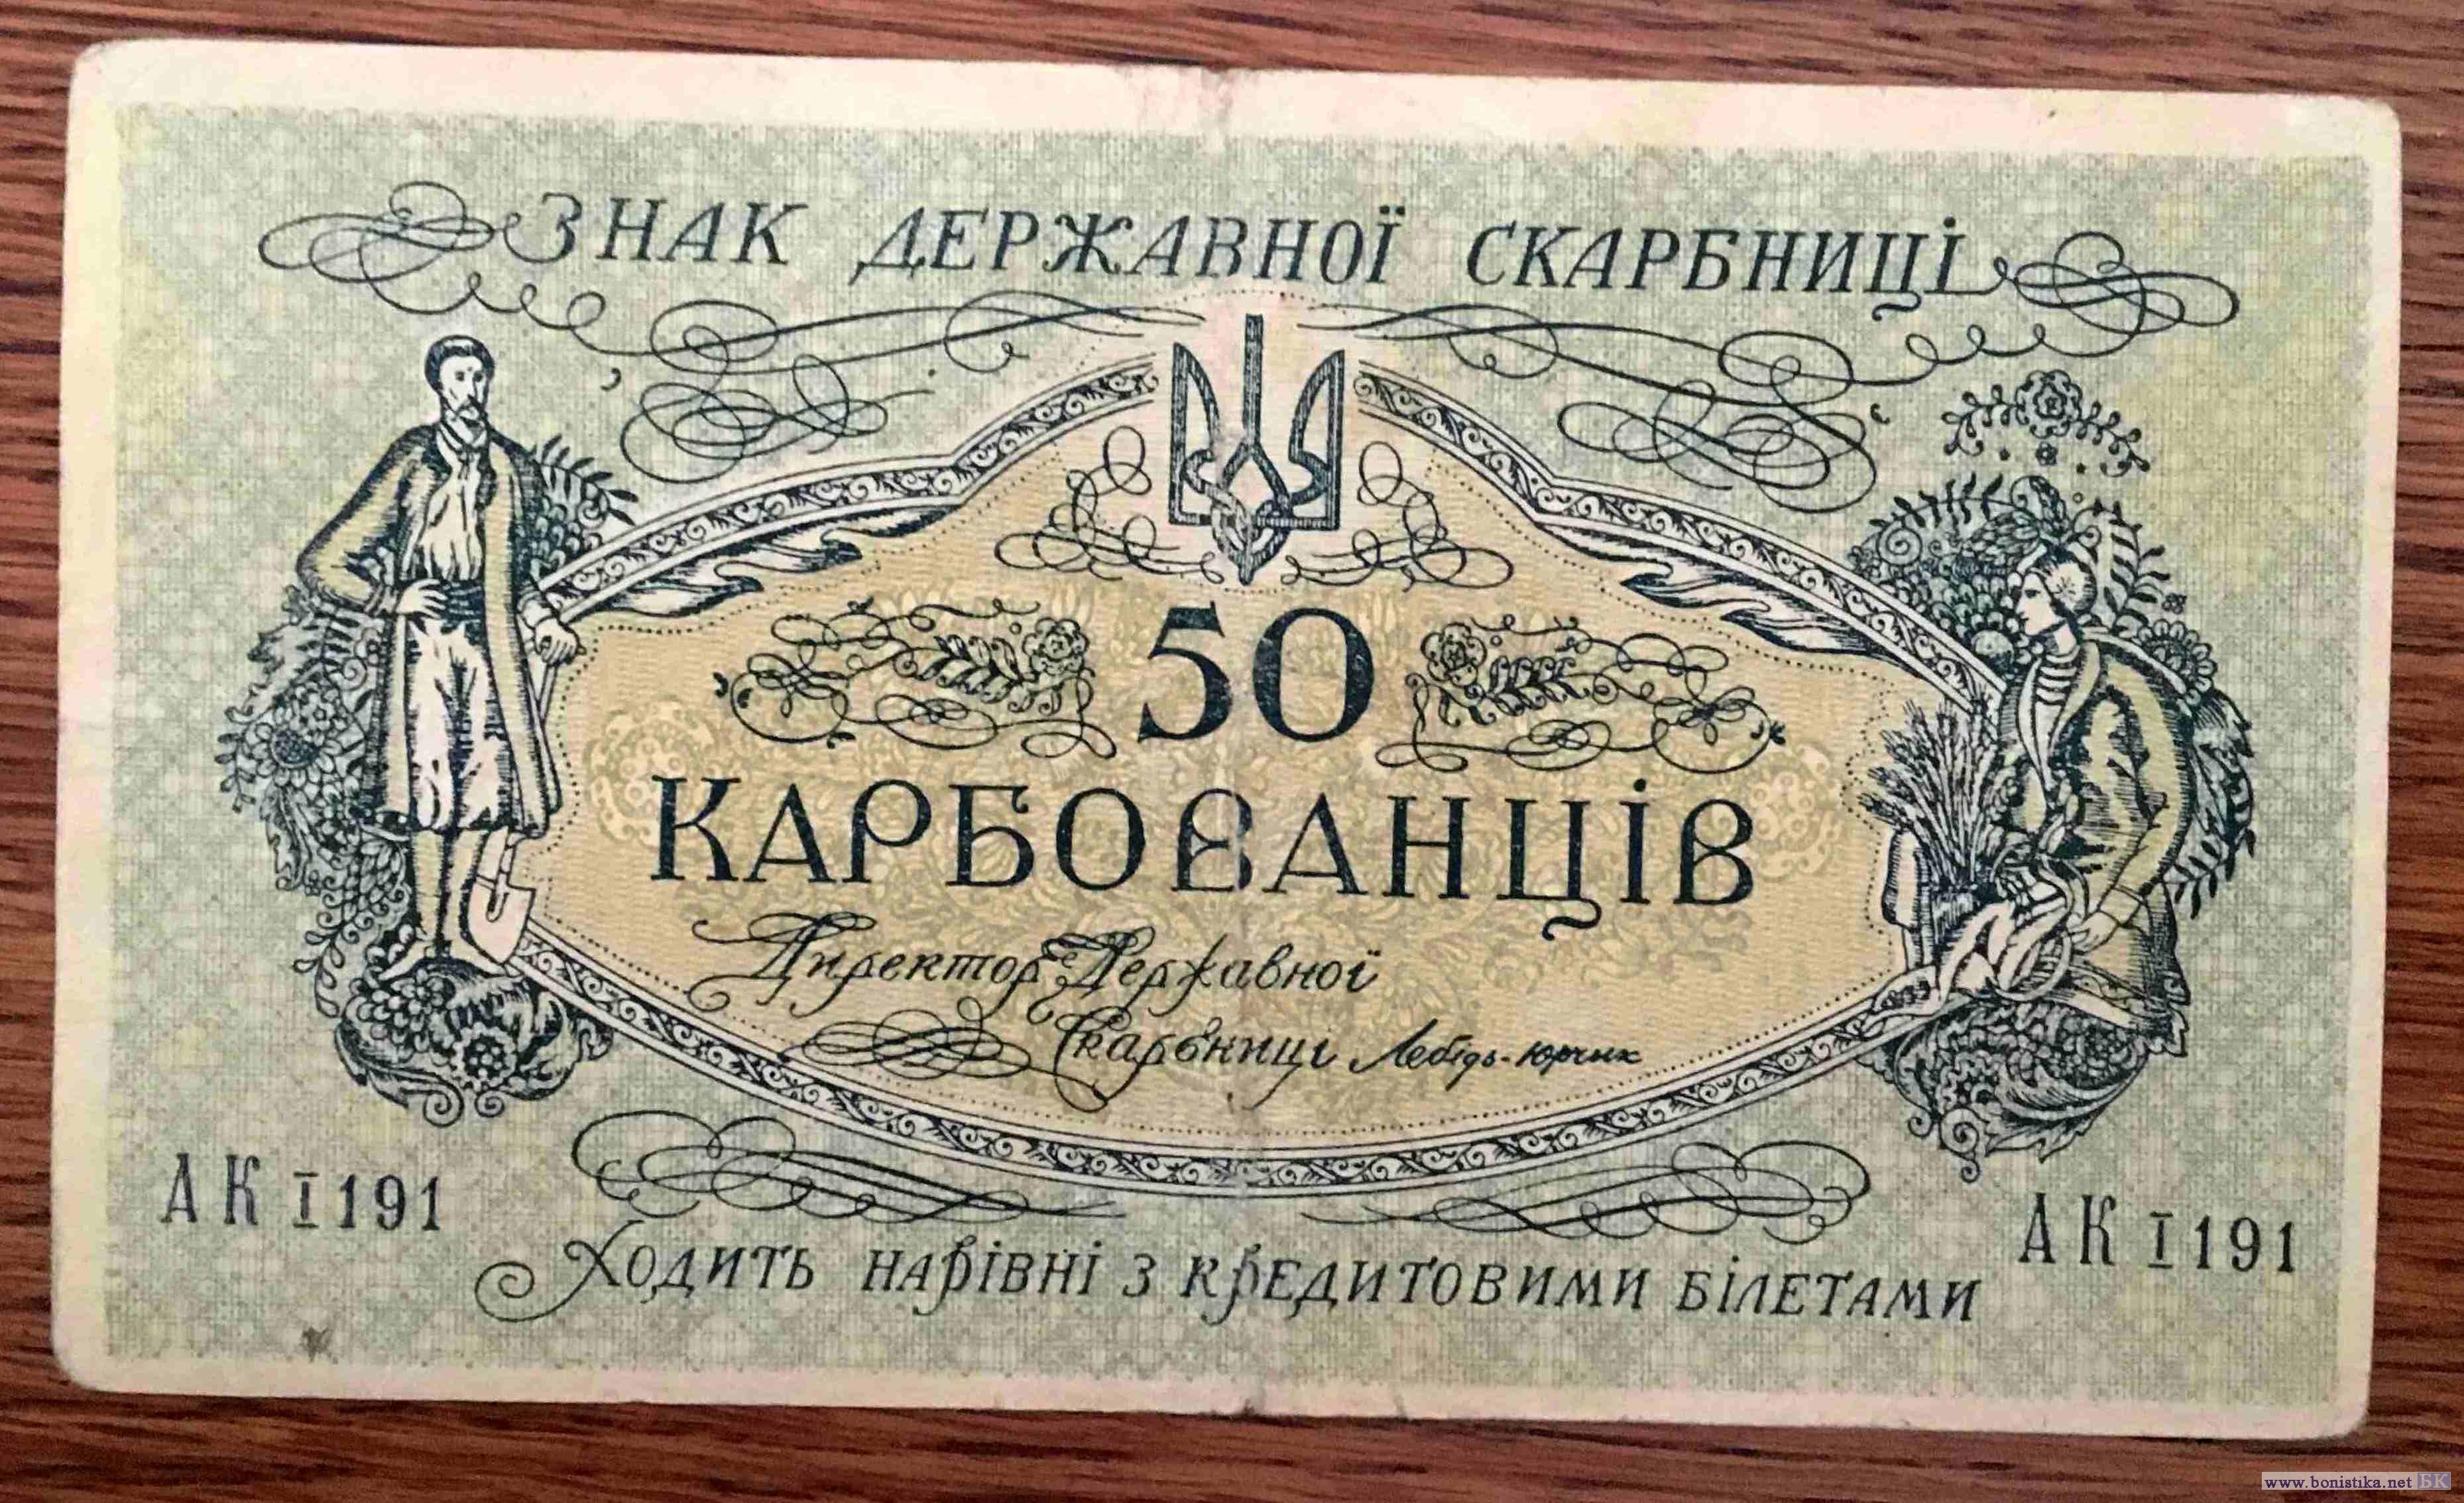 ЗНАК ДЕРЖАВНОЇ СКАРБНИЦІ
50
КАРБОВАНЦІВ
Директор Державної
Скарбниці Лебідь-Юрчик
АК I 191
АК I 191
Ходить нарівні з кредитовими білетами
www.bonistika.net БК